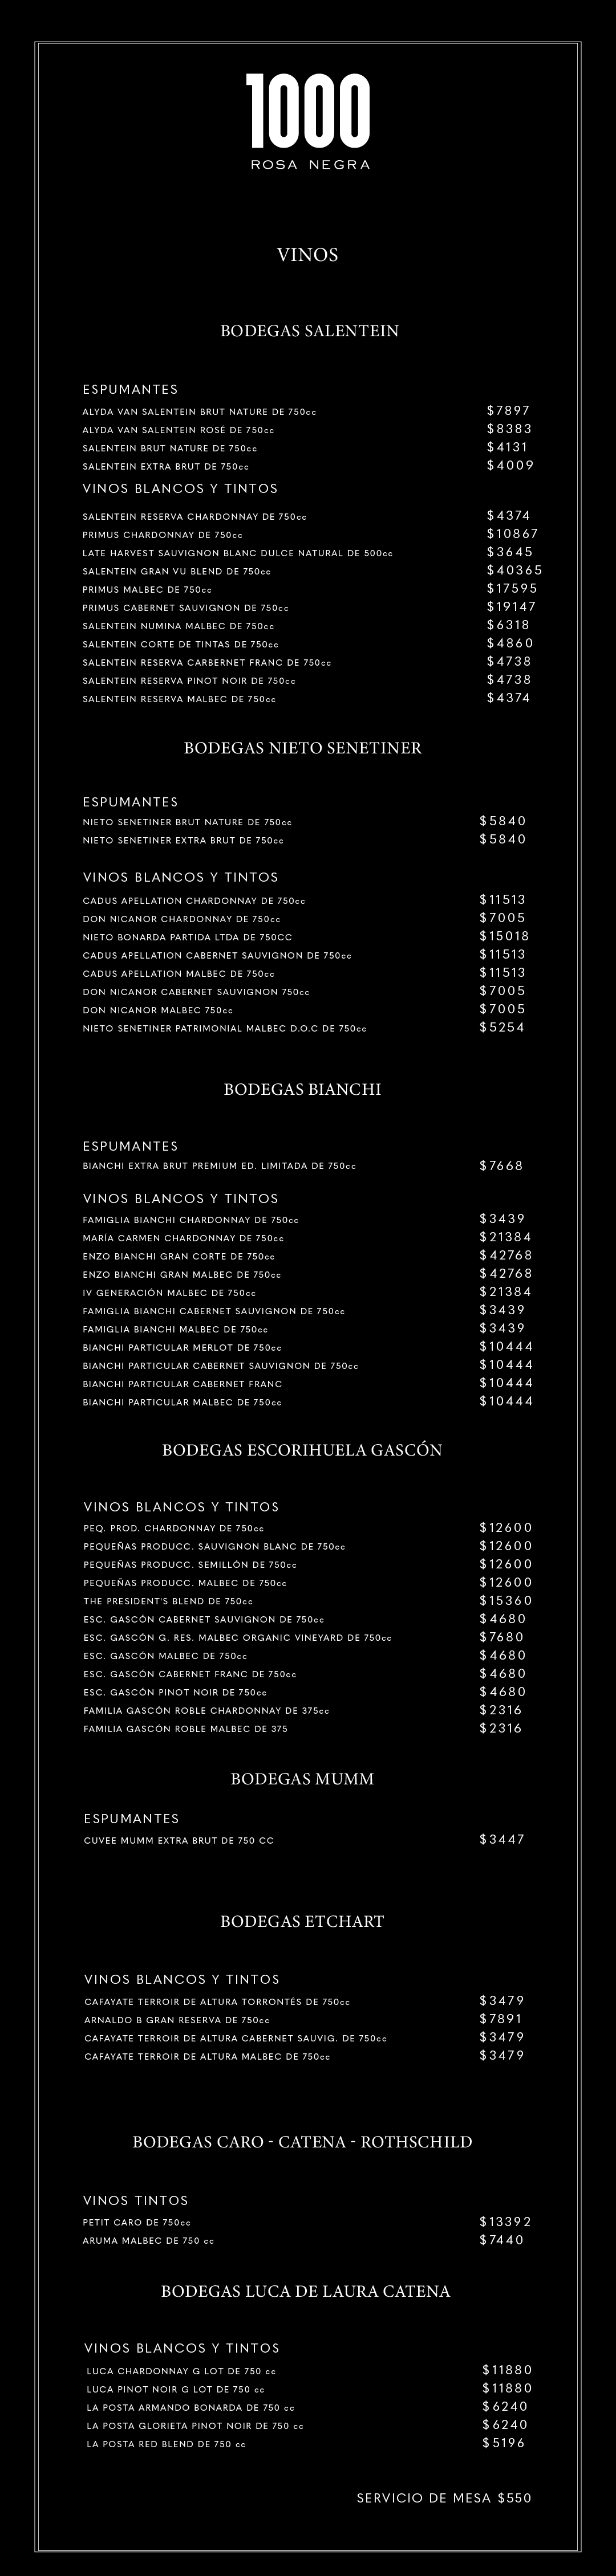 1000
ROSA NEGRA
VINOS
BODEGAS SALENTEIN
ESPUMANTES
ALYDA VAN SALENTEIN BRUT NATURE DE 750cc $7897
ALYDA VAN SALENTEIN ROSÉ DE 750cc $8383
SALENTEIN BRUT NATURE DE 750cc $4131
SALENTEIN EXTRA BRUT DE 750cc $4009
VINOS BLANCOS Y TINTOS
SALENTEIN RESERVA CHARDONNAY DE 750cc $4374
PRIMUS CHARDONNAY DE 750cc $10867
LATE HARVEST SAUVIGNON BLANC DULCE NATURAL DE 500cc $3645
SALENTEIN GRAN VU BLEND DE 750cc $40365
PRIMUS MALBEC DE 750cc $17595
PRIMUS CABERNET SAUVIGNON DE 750cc $19147
SALENTEIN NUMINA MALBEC DE 750cc $6318
SALENTEIN CORTE DE TINTAS DE 750cc $4860
SALENTEIN RESERVA CARBERNET FRANC DE 750cc $4738
SALENTEIN RESERVA PINOT NOIR DE 750cc $4738
SALENTEIN RESERVA MALBEC DE 750cc $4374
BODEGAS NIETO SENETINER
ESPUMANTES
NIETO SENETINER BRUT NATURE DE 750cc $5840
NIETO SENETINER EXTRA BRUT DE 750cc $5840
VINOS BLANCOS Y TINTOS
CADUS APELLATION CHARDONNAY DE 750cc $11513
DON NICANOR CHARDONNAY DE 750cc $7005
NIETO BONARDA PARTIDA LTDA DE 750CC $15018
CADUS APELLATION CABERNET SAUVIGNON DE 750cc $11513
CADUS APELLATION MALBEC DE 750cc $11513
DON NICANOR CABERNET SAUVIGNON 750cc $7005
DON NICANOR MALBEC 750cc $7005
NIETO SENETINER PATRIMONIAL MALBEC D.O.C DE 750cc $5254
BODEGAS BIANCHI
ESPUMANTES
BIANCHI EXTRA BRUT PREMIUM ED. LIMITADA DE 750cc $7668
VINOS BLANCOS Y TINTOS
FAMIGLIA BIANCHI CHARDONNAY DE 750cc $3439
MARÍA CARMEN CHARDONNAY DE 750cc $21384
ENZO BIANCHI GRAN CORTE DE 750cc $42768
ENZO BIANCHI GRAN MALBEC DE 750cc $42768
IV GENERACIÓN MALBEC DE 750cc $21384
FAMIGLIA BIANCHI CABERNET SAUVIGNON DE 750cc $3439
FAMIGLIA BIANCHI MALBEC DE 750cc $3439
BIANCHI PARTICULAR MERLOT DE 750cc $10444
BIANCHI PARTICULAR CABERNET SAUVIGNON DE 750cc $10444
BIANCHI PARTICULAR CABERNET FRANC $10444
BIANCHI PARTICULAR MALBEC DE 750cc $10444
BODEGAS ESCORIHUELA GASCÓN
VINOS BLANCOS Y TINTOS
PEQ. PROD. CHARDONNAY DE 750cc $12600
PEQUEÑAS PRODUCC. SAUVIGNON BLANC DE 750cc $12600
PEQUEÑAS PRODUCC. SEMILLÓN DE 750cc $12600
PEQUEÑAS PRODUCC. MALBEC DE 750cc $12600
THE PRESIDENT'S BLEND DE 750cc $15360
ESC. GASCÓN CABERNET SAUVIGNON DE 750cc $4680
ESC. GASCÓN G. RES. MALBEC ORGANIC VINEYARD DE 750cc $7680
ESC. GASCÓN MALBEC DE 750cc $4680
ESC. GASCÓN CABERNET FRANC DE 750cc $4680
ESC. GASCÓN PINOT NOIR DE 750cc $4680
FAMILIA GASCÓN ROBLE CHARDONNAY DE 375cc $2316
FAMILIA GASCÓN ROBLE MALBEC DE 375 $2316
BODEGAS MUMM
ESPUMANTES
CUVEE MUMM EXTRA BRUT DE 750 CC $3447
BODEGAS ETCHART
VINOS BLANCOS Y TINTOS
CAFAYATE TERROIR DE ALTURA TORRONTÉS DE 750cc $3479
ARNALDO B GRAN RESERVA DE 750cc $7891
CAFAYATE TERROIR DE ALTURA CABERNET SAUVIG. DE 750cc $3479
CAFAYATE TERROIR DE ALTURA MALBEC DE 750cc $3479
BODEGAS CARO - CATENA - ROTHSCHILD
VINOS TINTOS
PETIT CARO DE 750cc $13392
ARUMA MALBEC DE 750 cc $7440
BODEGAS LUCA DE LAURA CATENA
VINOS BLANCOS Y TINTOS
LUCA CHARDONNAY G LOT DE 750 cc $11880
LUCA PINOT NOIR G LOT DE 750 cc $11880
LA POSTA ARMANDO BONARDA DE 750 cc $6240
LA POSTA GLORIETA PINOT NOIR DE 750 cc $6240
LA POSTA RED BLEND DE 750 cc $5196
SERVICIO DE MESA $550